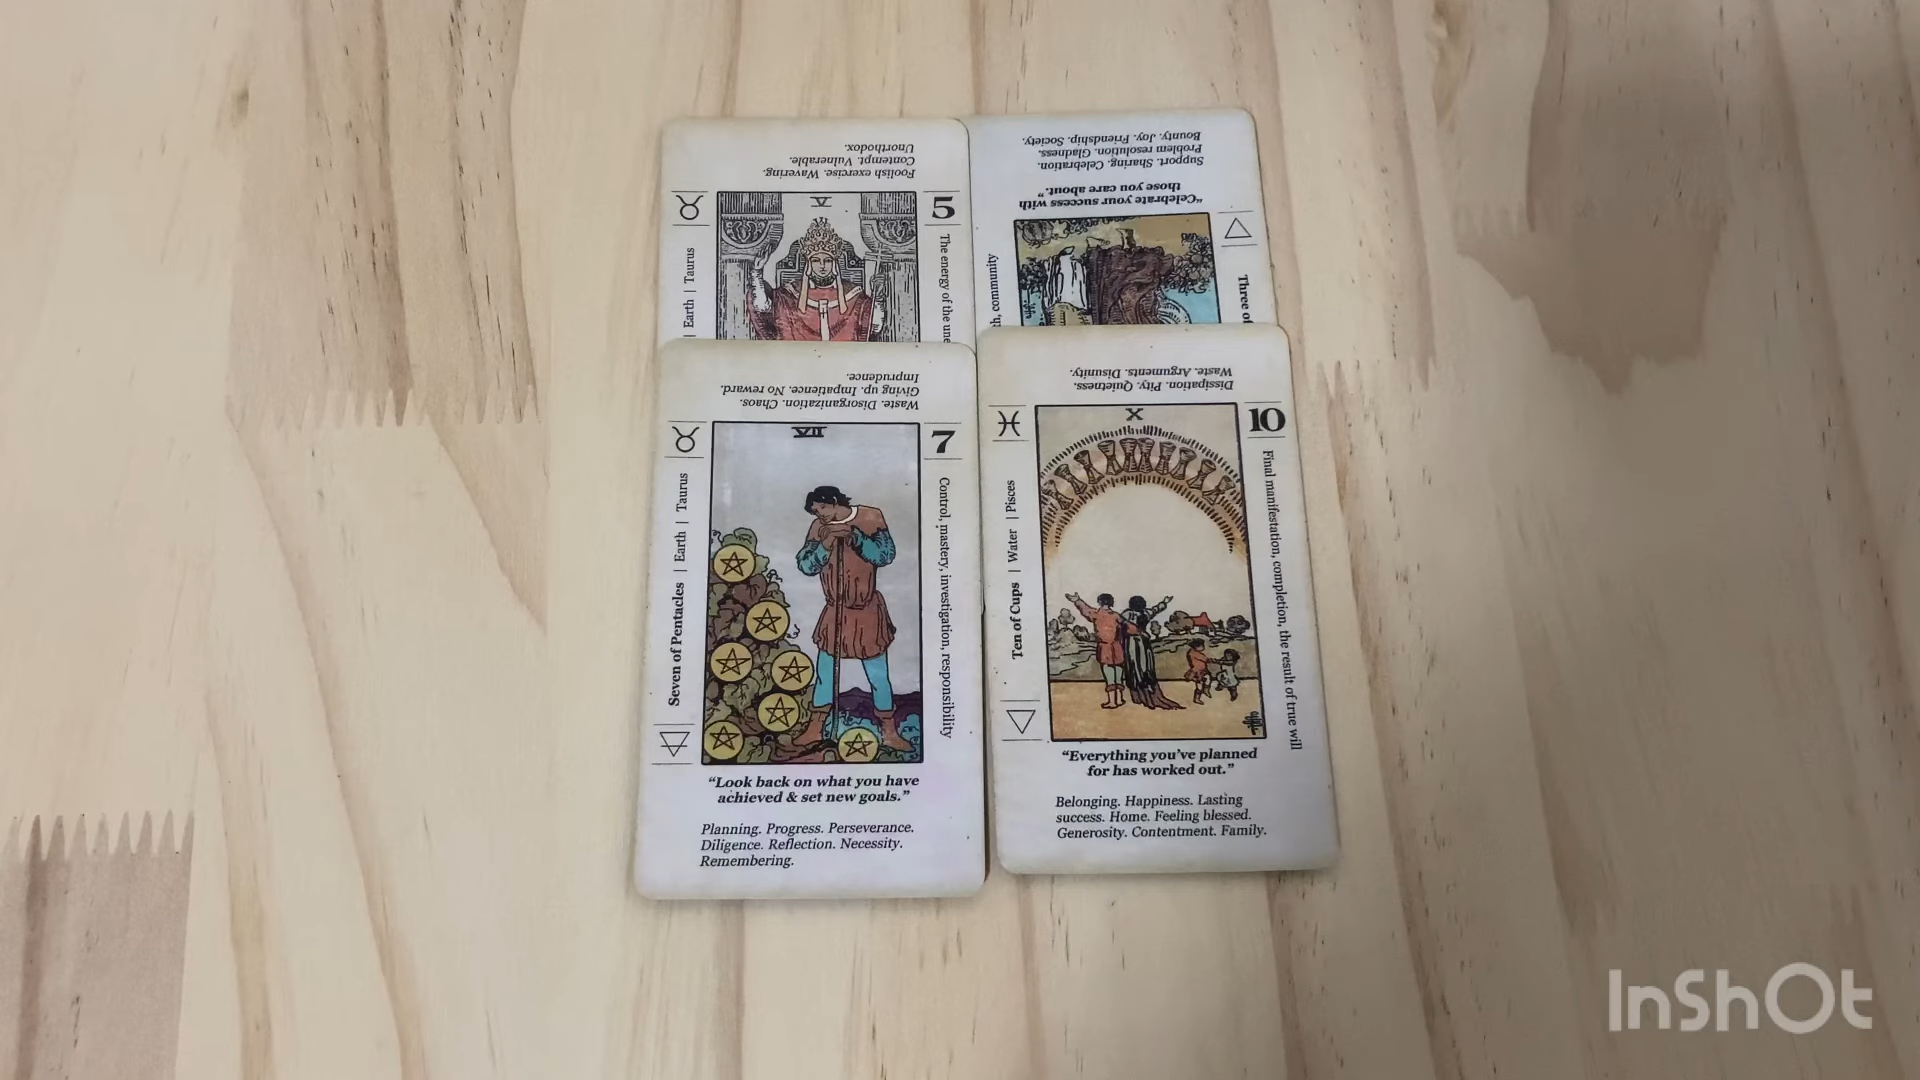 Foolish exercise. Wavering.
Contempt. Vulnerable.
Unorthodox.
V
5
| Earth | Taurus
The energy of the une
Support. Sharing. Celebration.
Problem resolution. Gladness.
Bounty. Joy. Friendship. Society.
"Celebrate your success with
those you care about."
th, community
Three of
Waste. Disorganization. Chaos.
Giving up. Impatience. No reward.
Imprudence.
VII
7
Seven of Pentacles | Earth | Taurus
Control, mastery, investigation, responsibility
"Look back on what you have
achieved & set new goals."
Planning. Progress. Perseverance.
Diligence. Reflection. Necessity.
Remembering.
Dissipation. Pity. Quietness.
Waste. Arguments. Disunity.
X
10
Ten of Cups | Water | Pisces
Final manifestation, completion, the result of true will
"Everything you've planned
for has worked out."
Belonging. Happiness. Lasting
success. Home. Feeling blessed.
Generosity. Contentment. Family.
InShOt